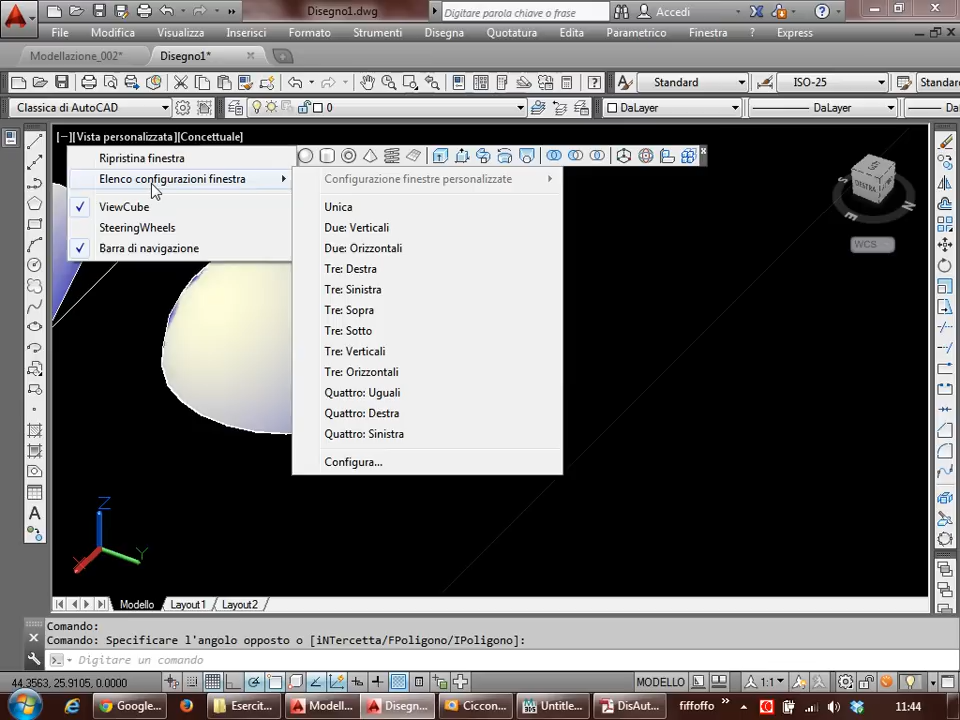 Disegno1.dwg
Digitare parola chiave o frase
Accedi
File Modifica Visualizza Inserisci Formato Strumenti Disegna Quotatura Edita Parametrico Finestra ? Express
Modellazione_002*
Disegno1*
Standard
ISO-25
Standar
Classica di AutoCAD
0
DaLayer
DaLayer
Da
[−][Vista personalizzata][Concettuale]
Ripristina finestra
Elenco configurazioni finestra
ViewCube
SteeringWheels
Barra di navigazione
Configurazione finestre personalizzate
Unica
Due: Verticali
Due: Orizzontali
Tre: Destra
Tre: Sinistra
Tre: Sopra
Tre: Sotto
Tre: Verticali
Tre: Orizzontali
Quattro: Uguali
Quattro: Destra
Quattro: Sinistra
Configura...
DESTRA
WCS
Z
Y
X
Modello
Layout1
Layout2
Comando:
Comando: Specificare l'angolo opposto o [iNTercetta/FPoligono/IPoligono]:
Digitare un comando
44.3563, 25.9105, 0.0000
MODELLO
1:1
Google...
Esercit...
Modell...
Disegn...
Ciccon...
Untitle...
DisAut...
fiffoffo
11:44